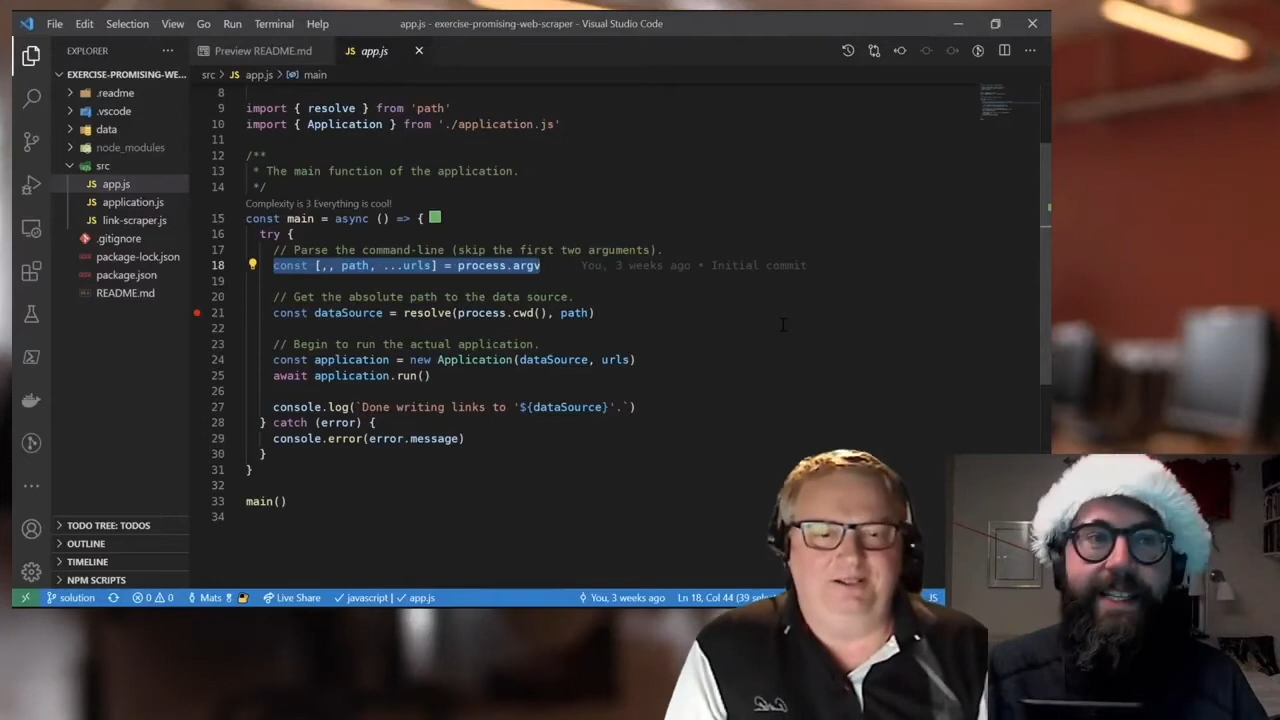 File Edit Selection View Go Run Terminal Help
app.js - exercise-promising-web-scraper - Visual Studio Code
EXPLORER
Preview README.md
JS app.js
EXERCISE-PROMISING-WE...
src > JS app.js > main
.readme
.vscode
data
node_modules
src
JS app.js
JS application.js
JS link-scraper.js
.gitignore
package-lock.json
package.json
README.md
8
9 import { resolve } from 'path'
10 import { Application } from './application.js'
11
12 /**
13 * The main function of the application.
14 */
Complexity is 3 Everything is cool!
15 const main = async () => {
16 try {
17 // Parse the command-line (skip the first two arguments).
18 const [,, path, ...urls] = process.argv You, 3 weeks ago • Initial commit
19
20 // Get the absolute path to the data source.
21 const dataSource = resolve(process.cwd(), path)
22
23 // Begin to run the actual application.
24 const application = new Application(dataSource, urls)
25 await application.run()
26
27 console.log(`Done writing links to '${dataSource}'.`)
28 } catch (error) {
29 console.error(error.message)
30 }
31 }
32
33 main()
34
TODO TREE: TODOS
OUTLINE
TIMELINE
NPM SCRIPTS
solution 0 0 Mats Live Share javascript | app.js You, 3 weeks ago Ln 18, Col 44 (39 sele JS